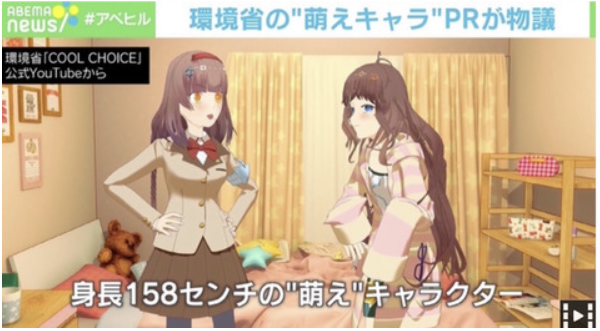 ABEMA
news/
#アベヒル
環境省の"萌えキャラ"PRが物議
環境省「COOL CHOICE」
公式YouTubeから
身長158センチの"萌え"キャラクター